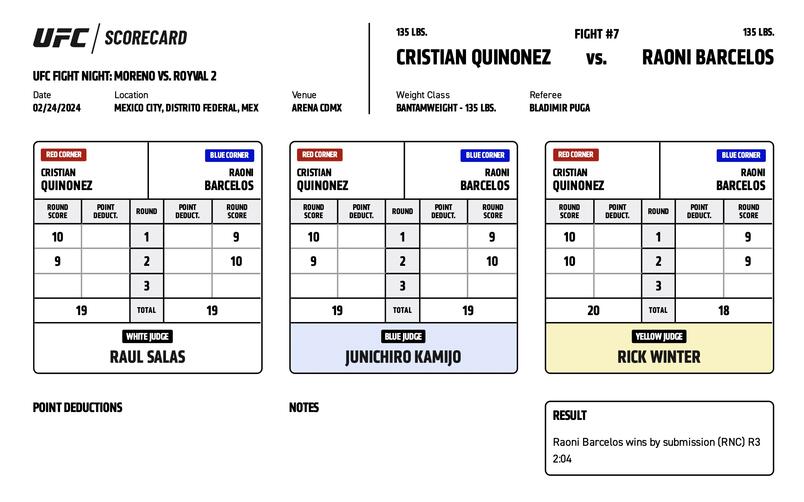 UFC / SCORECARD
UFC FIGHT NIGHT: MORENO VS. ROYVAL 2
Date Location Venue
02/24/2024 MEXICO CITY, DISTRITO FEDERAL, MEX ARENA CDMX
135 LBS. FIGHT #7 135 LBS.
CRISTIAN QUINONEZ VS. RAONI BARCELOS
Weight Class Referee
BANTAMWEIGHT - 135 LBS. BLADIMIR PUGA
RED CORNER BLUE CORNER
CRISTIAN RAONI
QUINONEZ BARCELOS
ROUND SCORE POINT DEDUCT. ROUND POINT DEDUCT. ROUND SCORE
10 1 9
9 2 10
3
19 TOTAL 19
WHITE JUDGE
RAUL SALAS
RED CORNER BLUE CORNER
CRISTIAN RAONI
QUINONEZ BARCELOS
ROUND SCORE POINT DEDUCT. ROUND POINT DEDUCT. ROUND SCORE
10 1 9
9 2 10
3
19 TOTAL 19
BLUE JUDGE
JUNICHIRO KAMIJO
RED CORNER BLUE CORNER
CRISTIAN RAONI
QUINONEZ BARCELOS
ROUND SCORE POINT DEDUCT. ROUND POINT DEDUCT. ROUND SCORE
10 1 9
10 2 9
3
20 TOTAL 18
YELLOW JUDGE
RICK WINTER
POINT DEDUCTIONS
NOTES
RESULT
Raoni Barcelos wins by submission (RNC) R3
2:04